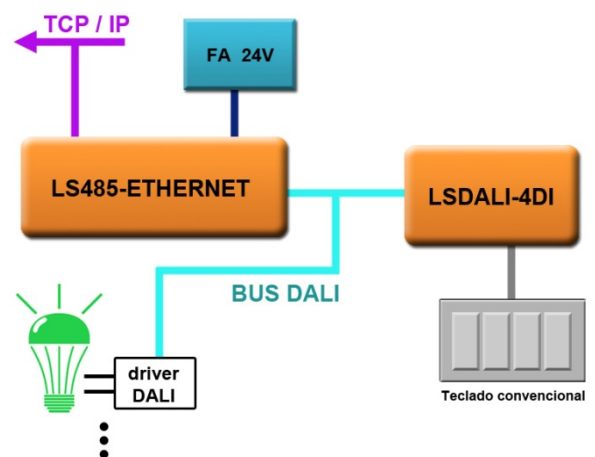 TCP / IP
FA 24V
LS485-ETHERNET
LSDALI-4DI
BUS DALI
driver
DALI
Teclado convencional